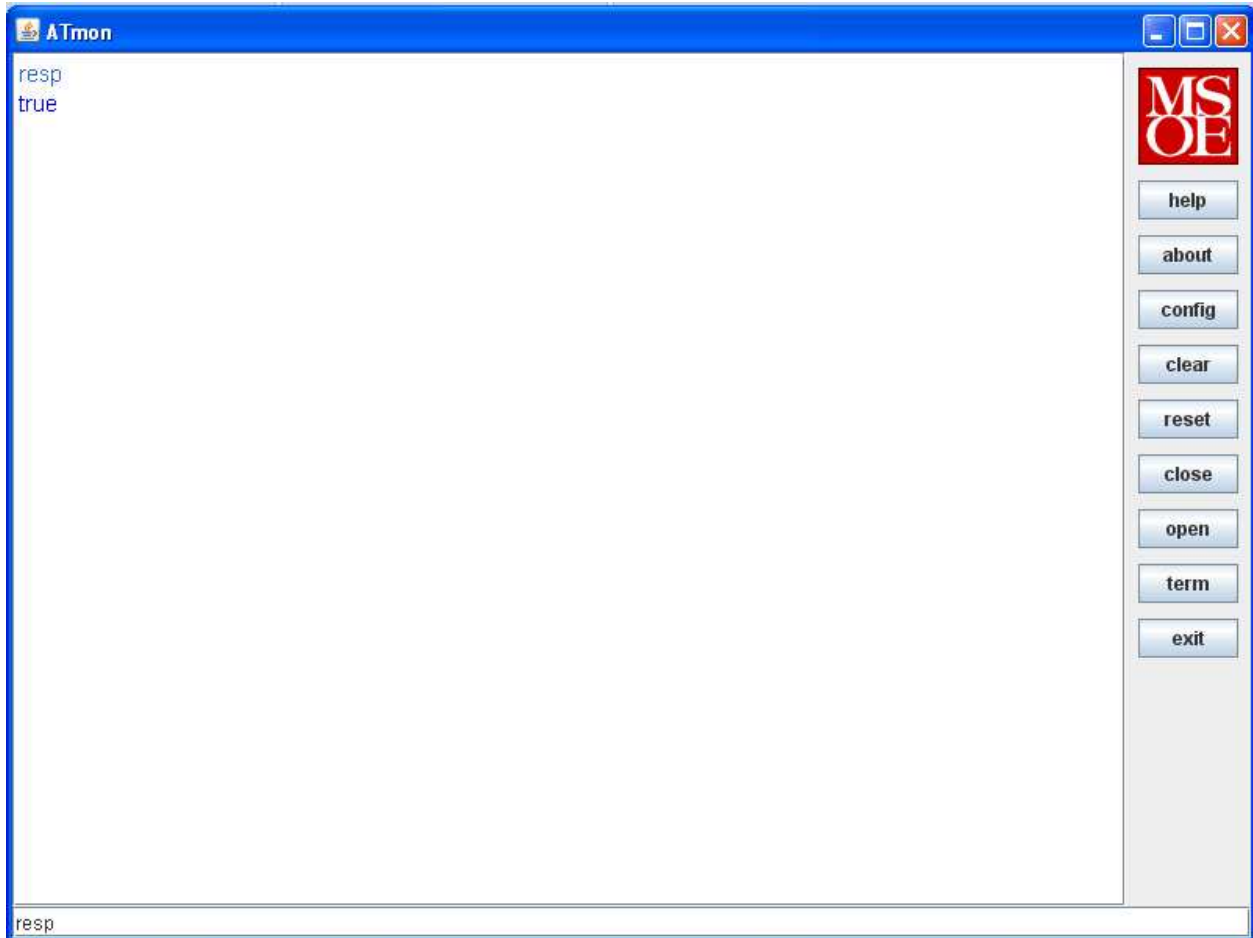 ATmon
resp
true
MS
OE
help
about
config
clear
reset
close
open
term
exit
resp